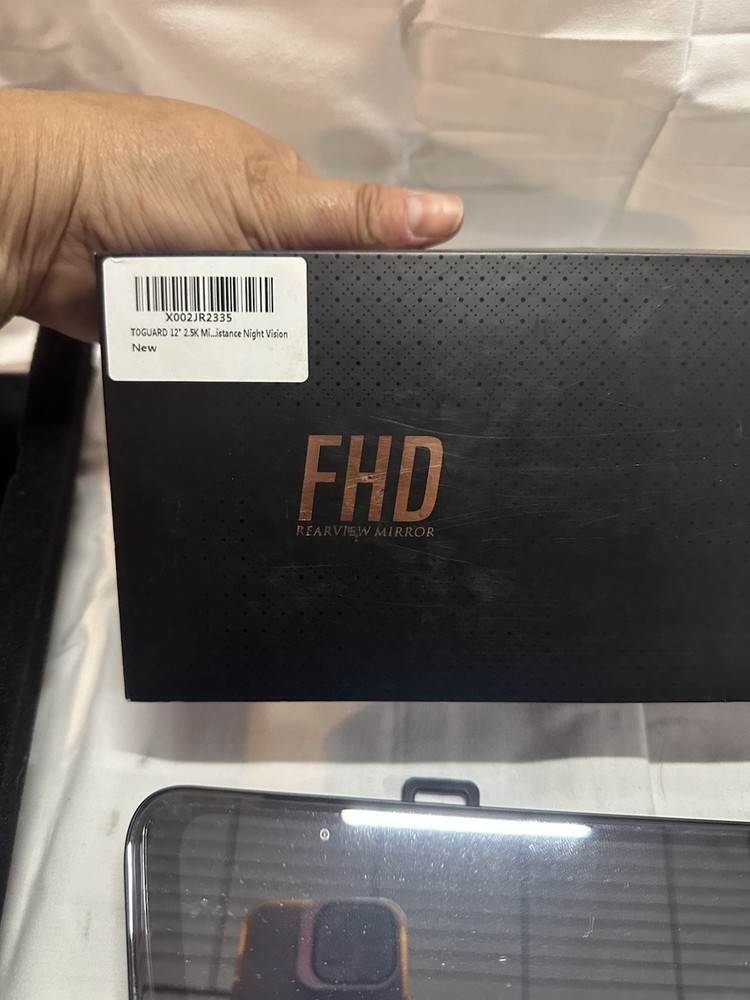 X002JR2335
TOGUARD 12" 2.5K Mi...istance Night Vision
New
FHD
REARVIEW MIRROR